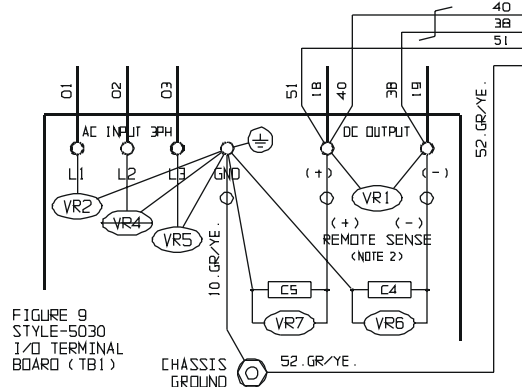 40
38
51
01
02
03
51
18
40
38
19
52.GR/YE.
AC INPUT 3PH
DC OUTPUT
L1
L2
L3
GND
(+)
(-)
VR2
VR4
VR5
VR1
(+)
(-)
REMOTE SENSE
(NOTE 2)
10.GR/YE.
C5
C4
VR7
VR6
FIGURE 9
STYLE-5030
I/O TERMINAL
BOARD (TB1)
CHASSIS
GROUND
52.GR/YE.